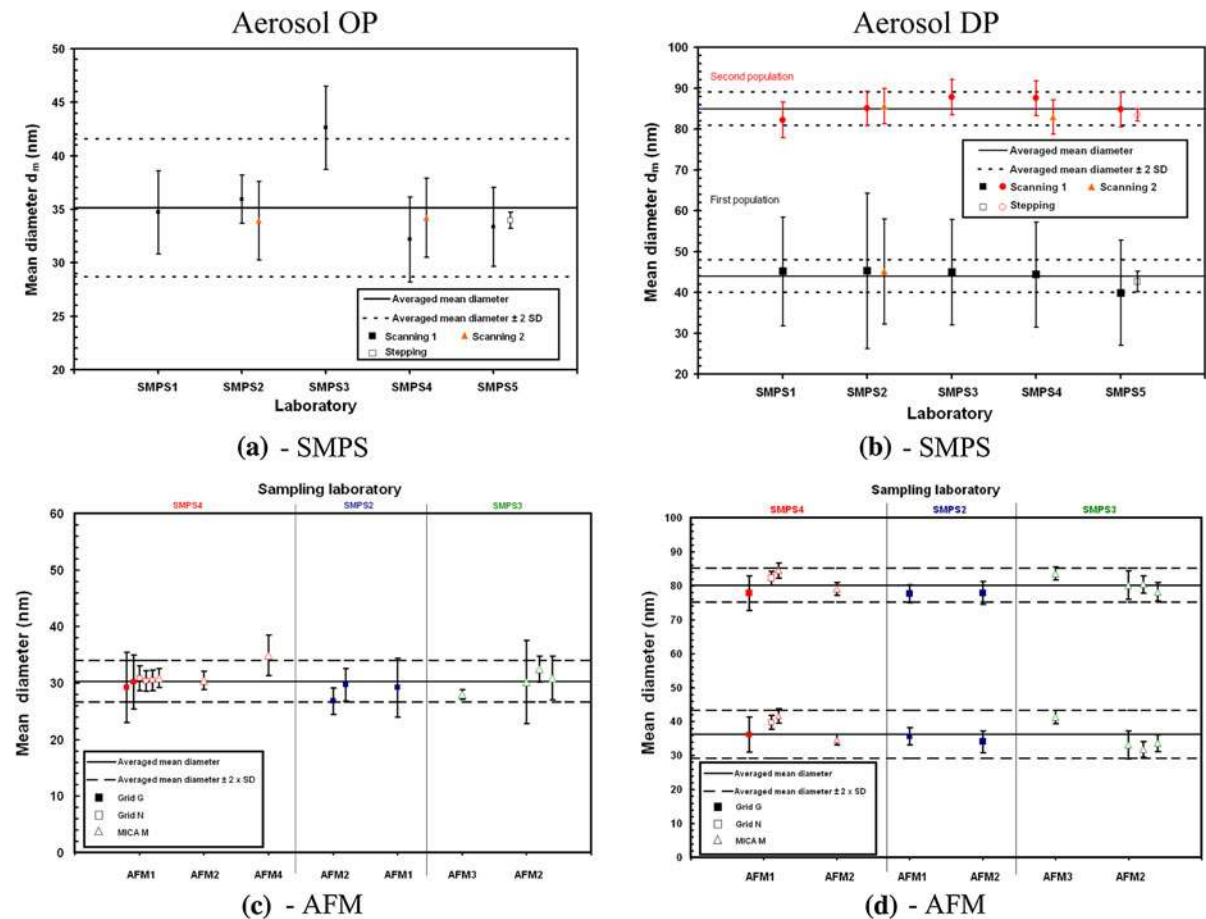 Aerosol OP
Aerosol DP
Mean diameter dm (nm)
50
45
40
35
30
25
20
Averaged mean diameter
Averaged mean diameter ± 2 SD
Scanning 1
Scanning 2
Stepping
SMPS1 SMPS2 SMPS3 SMPS4 SMPS5
Laboratory
(a) - SMPS
Mean diameter dm (nm)
100
90
80
70
60
50
40
30
20
Second population
Averaged mean diameter
Averaged mean diameter ± 2 SD
Scanning 1
Scanning 2
Stepping
First population
SMPS1 SMPS2 SMPS3 SMPS4 SMPS5
Laboratory
(b) - SMPS
Sampling laboratory
SMPS4 SMPS2 SMPS3
Mean diameter (nm)
60
50
40
30
20
10
0
Averaged mean diameter
Averaged mean diameter ± 2 x SD
Grid G
Grid N
MICA M
AFM1 AFM2 AFM4 AFM2 AFM1 AFM3 AFM2
(c) - AFM
Sampling laboratory
SMPS4 SMPS2 SMPS3
Mean diameter (nm)
100
90
80
70
60
50
40
30
20
10
0
Averaged mean diameter
Averaged mean diameter ± 2 x SD
Grid G
Grid N
MICA M
AFM1 AFM2 AFM1 AFM2 AFM3 AFM2
(d) - AFM